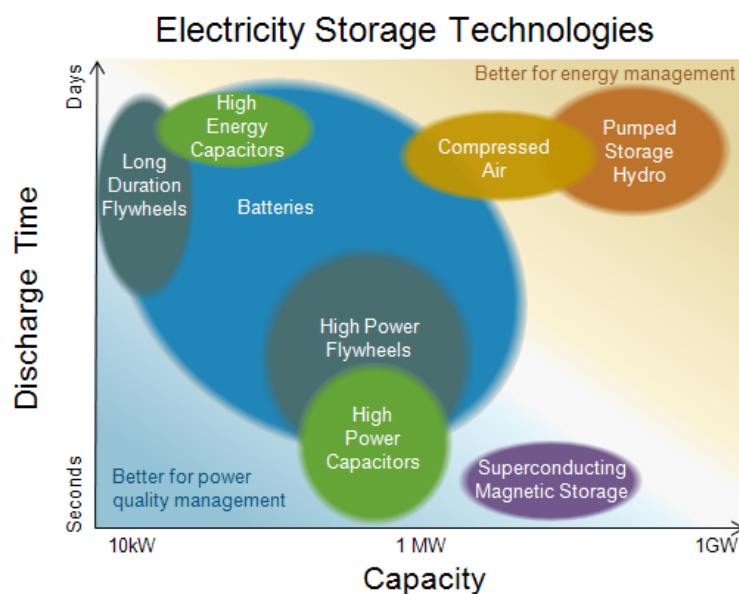 Electricity Storage Technologies
Days
Better for energy management
High
Energy
Capacitors
Pumped
Storage
Hydro
Compressed
Air
Long
Duration
Flywheels
Batteries
Discharge Time
High Power
Flywheels
High
Power
Capacitors
Superconducting
Magnetic Storage
Better for power
quality management
Seconds
10kW
1 MW
1GW
Capacity